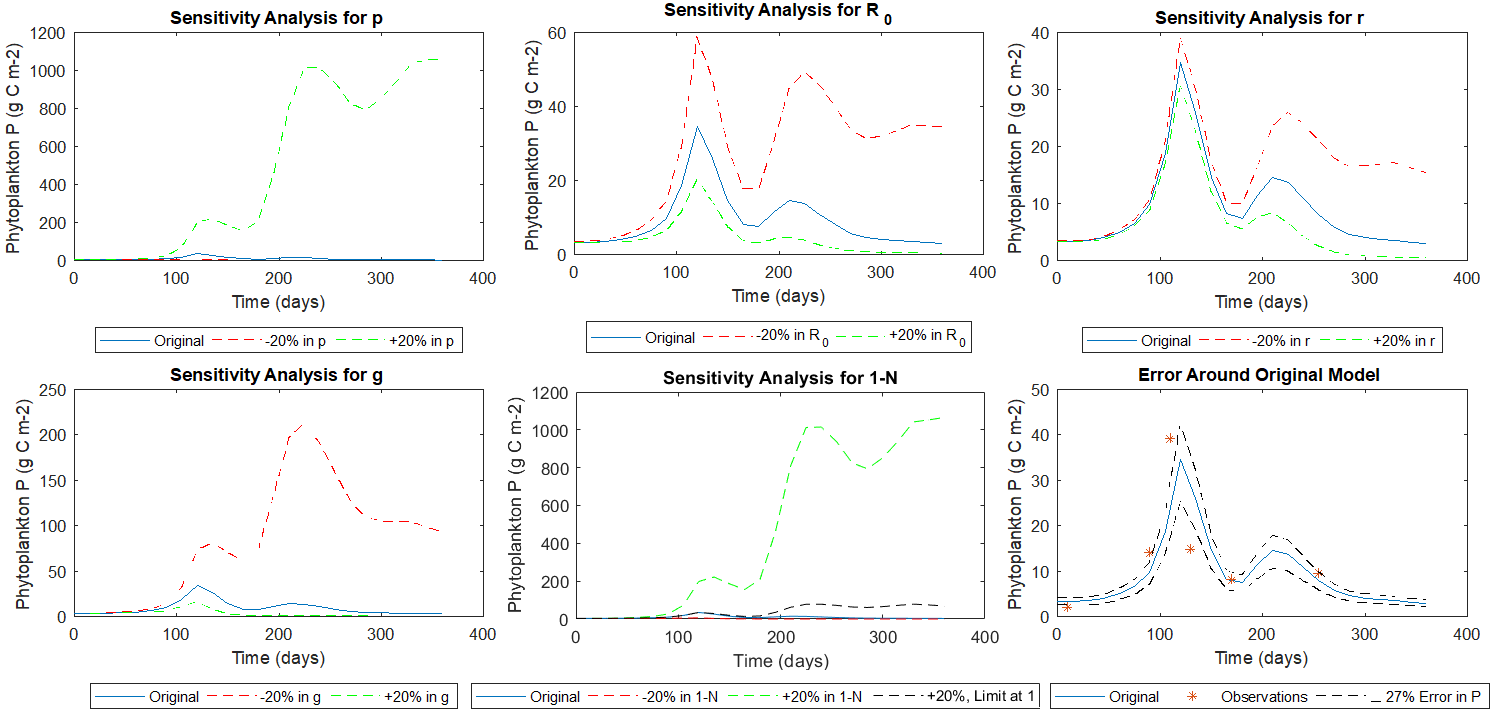 Sensitivity Analysis for p
1200
1000
800
600
400
200
0
Phytoplankton P (g C m-2)
0 100 200 300 400
Time (days)
Original -20% in p +20% in p
Sensitivity Analysis for R 0
60
40
20
0
Phytoplankton P (g C m-2)
0 100 200 300 400
Time (days)
Original -20% in R0 +20% in R0
Sensitivity Analysis for r
40
30
20
10
0
Phytoplankton P (g C m-2)
0 100 200 300 400
Time (days)
Original -20% in r +20% in r
Sensitivity Analysis for g
250
200
150
100
50
0
Phytoplankton P (g C m-2)
0 100 200 300 400
Time (days)
Original -20% in g +20% in g
Sensitivity Analysis for 1-N
1200
1000
800
600
400
200
0
Phytoplankton P (g C m-2)
0 100 200 300 400
Time (days)
Original -20% in 1-N +20% in 1-N +20%, Limit at 1
Error Around Original Model
50
40
30
20
10
0
Phytoplankton P (g C m-2)
0 100 200 300 400
Time (days)
Original Observations 27% Error in P